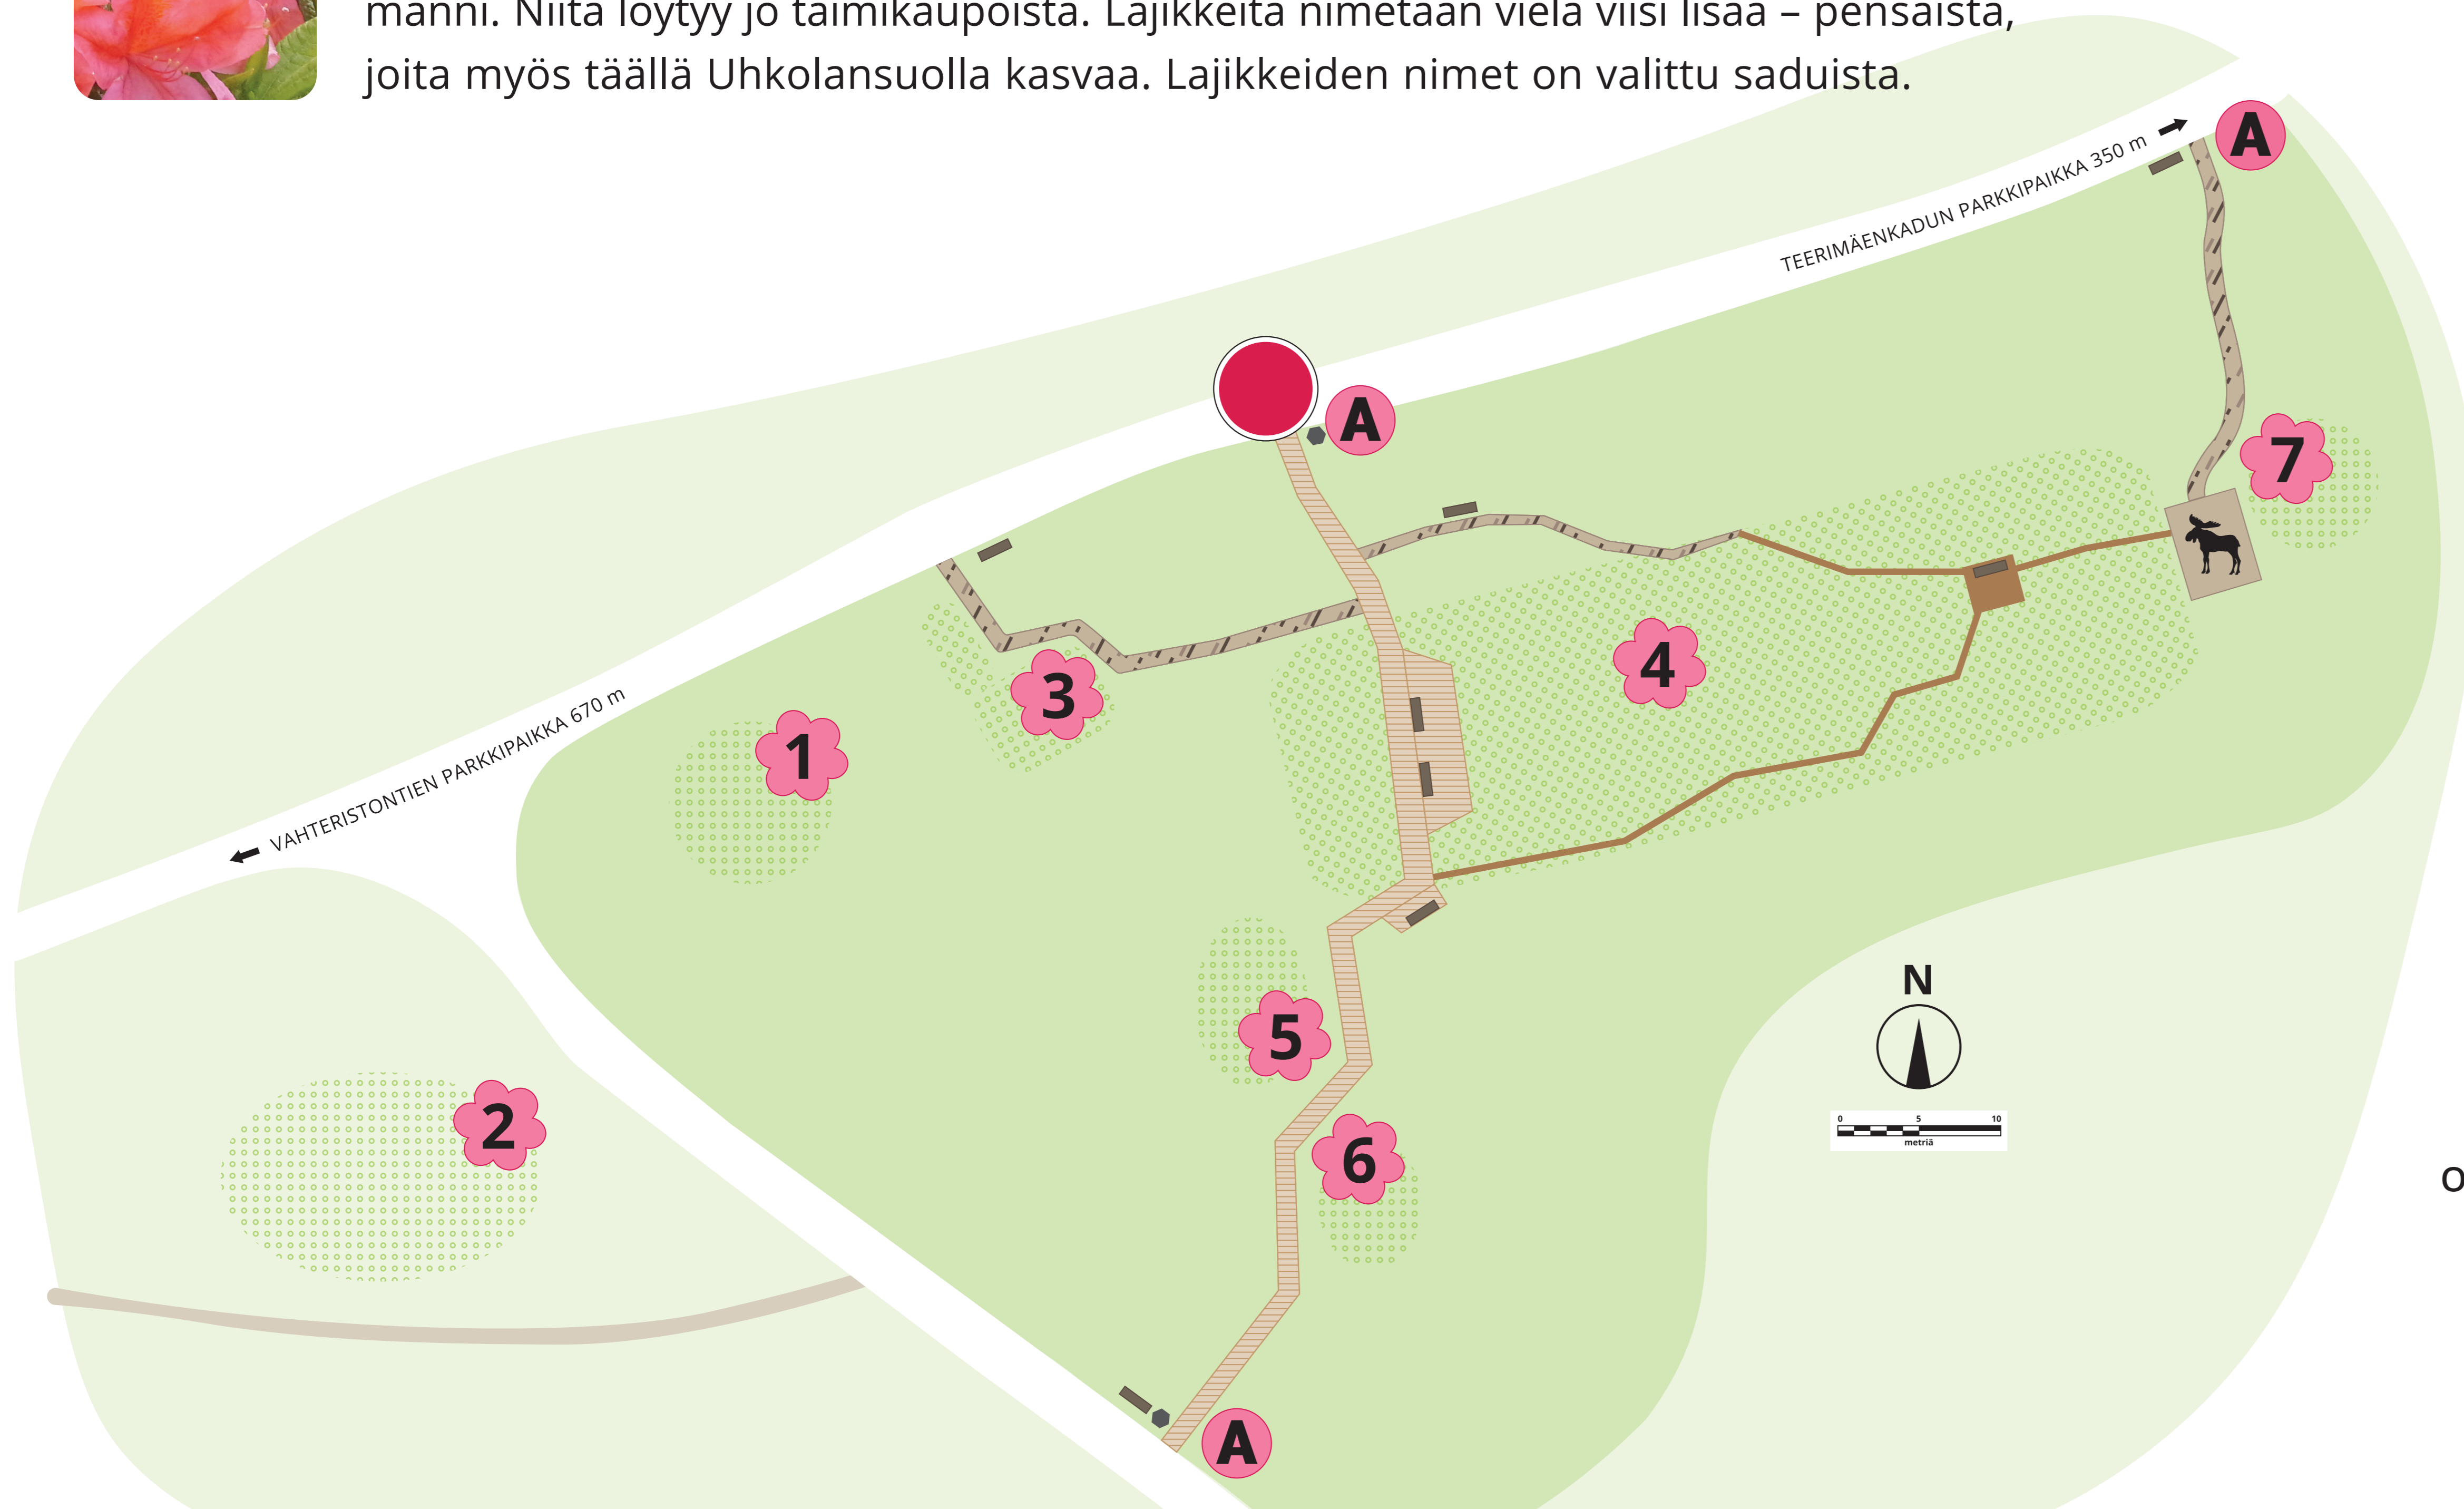 manni. Niitä löytyy jo taimikaupoista. Lajikkeita nimetään vielä viisi lisää – pensaista,
joita myös täällä Uhkolansuolla kasvaa. Lajikkeiden nimet on valittu saduista.
A
TEERIMÄENKADUN PARKKIPAIKKA 350 m
A
7
4
3
VAHTERISTONTIEN PARKKIPAIKKA 670 m
1
5
N
2
6
0 5 10
metriä
O
A